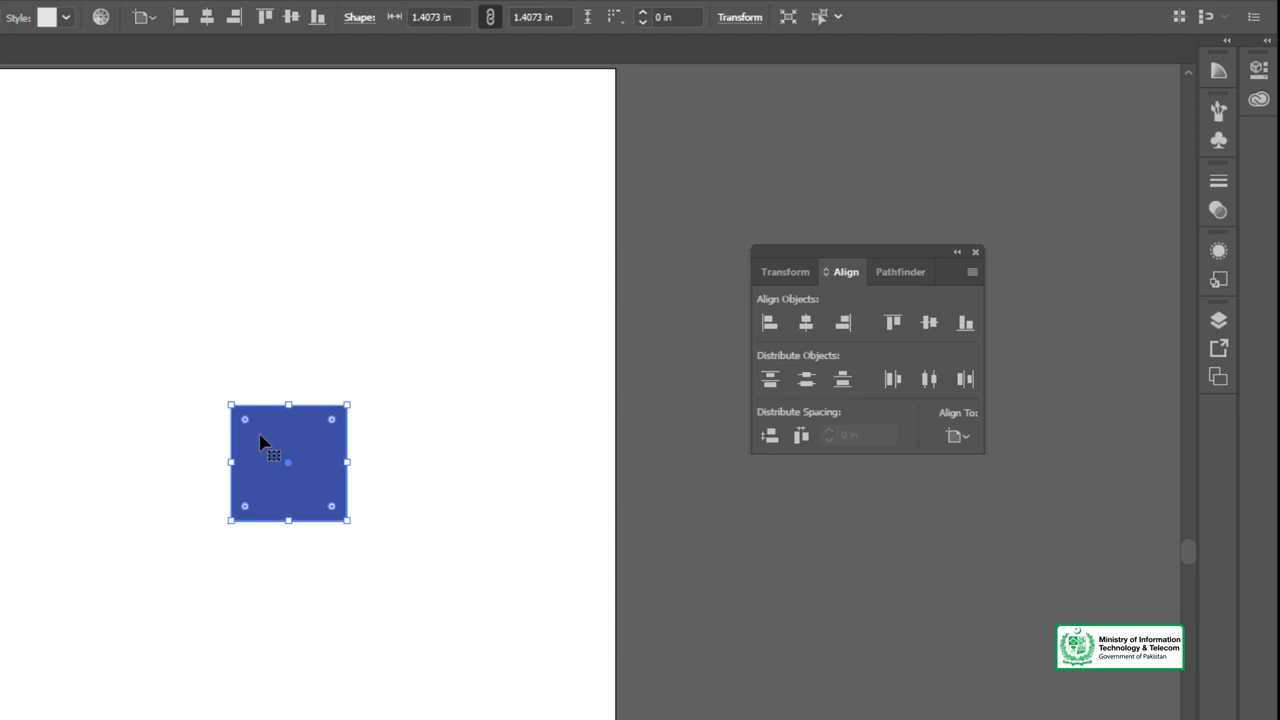 Style:
Shape: 1.4073 in 1.4073 in 0 in Transform
Transform Align Pathfinder
Align Objects:
Distribute Objects:
Distribute Spacing: Align To:
0 in
Ministry of Information
Technology & Telecom
Government of Pakistan